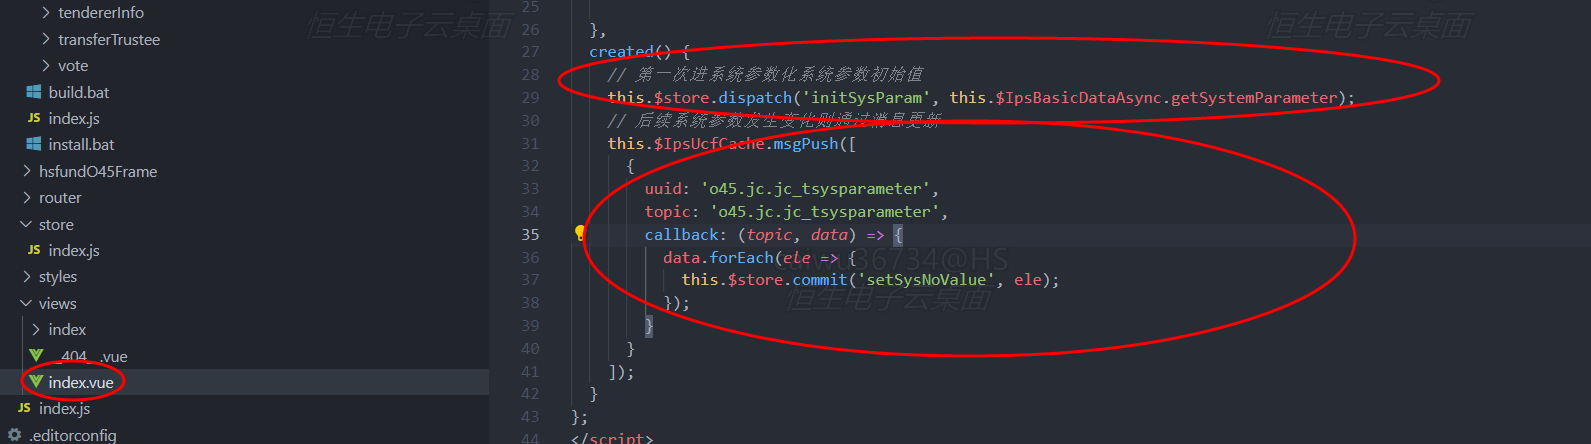 tendererInfo
transferTrustee
vote
build.bat
index.js
install.bat
hsfundO45Frame
router
store
index.js
styles
views
index
_404_.vue
index.vue
index.js
.editorconfig
恒生电子云桌面
恒生电子云桌面
25
26 },
27 created() {
28 // 第一次进系统参数化系统参数初始值
29 this.$store.dispatch('initSysParam', this.$IpsBasicDataAsync.getSystemParameter);
30 // 后续系统参数发生变化则通过消息更新
31 this.$IpsUcfCache.msgPush([
32 {
33 uuid: 'o45.jc.jc_tsysparameter',
34 topic: 'o45.jc.jc_tsysparameter',
35 callback: (topic, data) => {
36 data.forEach(ele => {
37 this.$store.commit('setSysNoValue', ele);
38 });
39 }
40 }
41 ]);
42 }
43 };
44 </script>
36734@HS
恒生电子云桌面